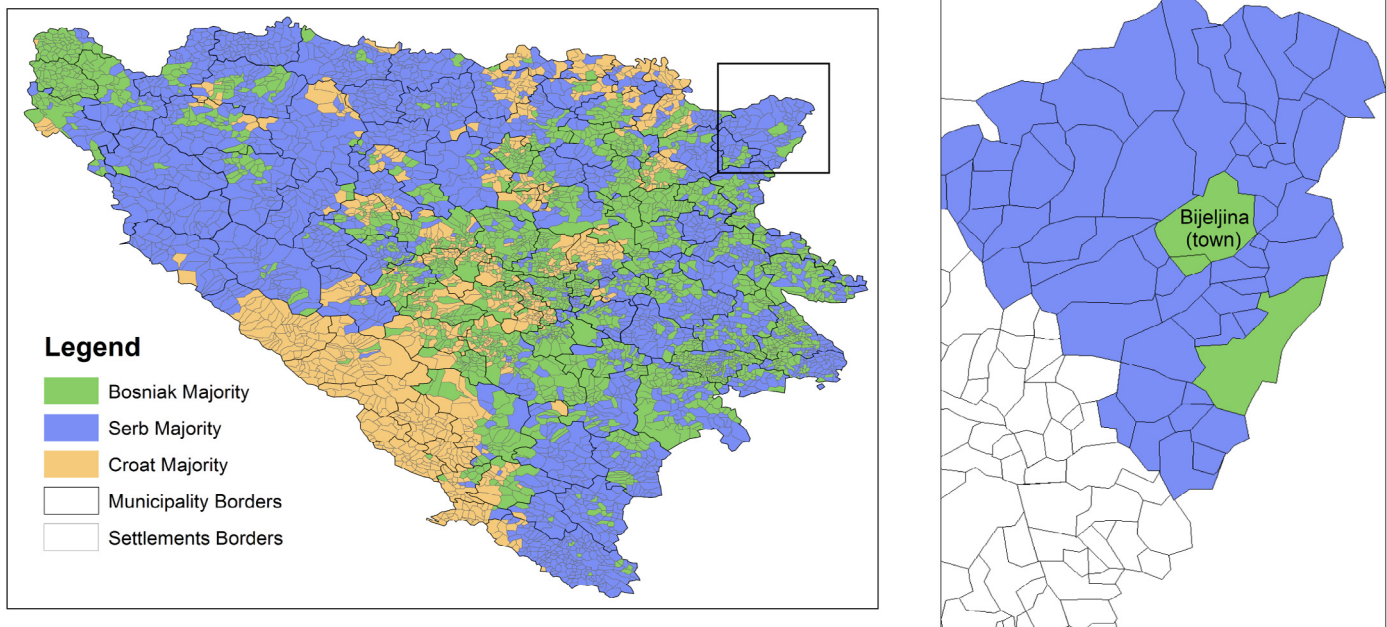 Legend
Bosniak Majority
Serb Majority
Croat Majority
Municipality Borders
Settlements Borders
Bijeljina
(town)